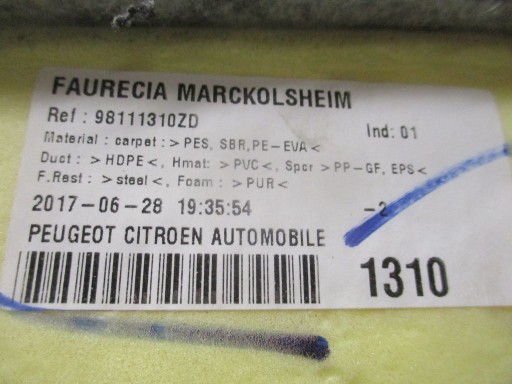 FAURECIA MARCKOLSHEIM
Ref : 98111310ZD
Ind: 01
Material : carpet : >PES, SBR,PE-EVA<
Duct : >HDPE<, Hmat: >PVC<, Spcr >PP-GF, EPS<
F.Rest : >steel<, Foam : >PUR<
2017-06-28 19:35:54
-2
PEUGEOT CITROEN AUTOMOBILE
1310